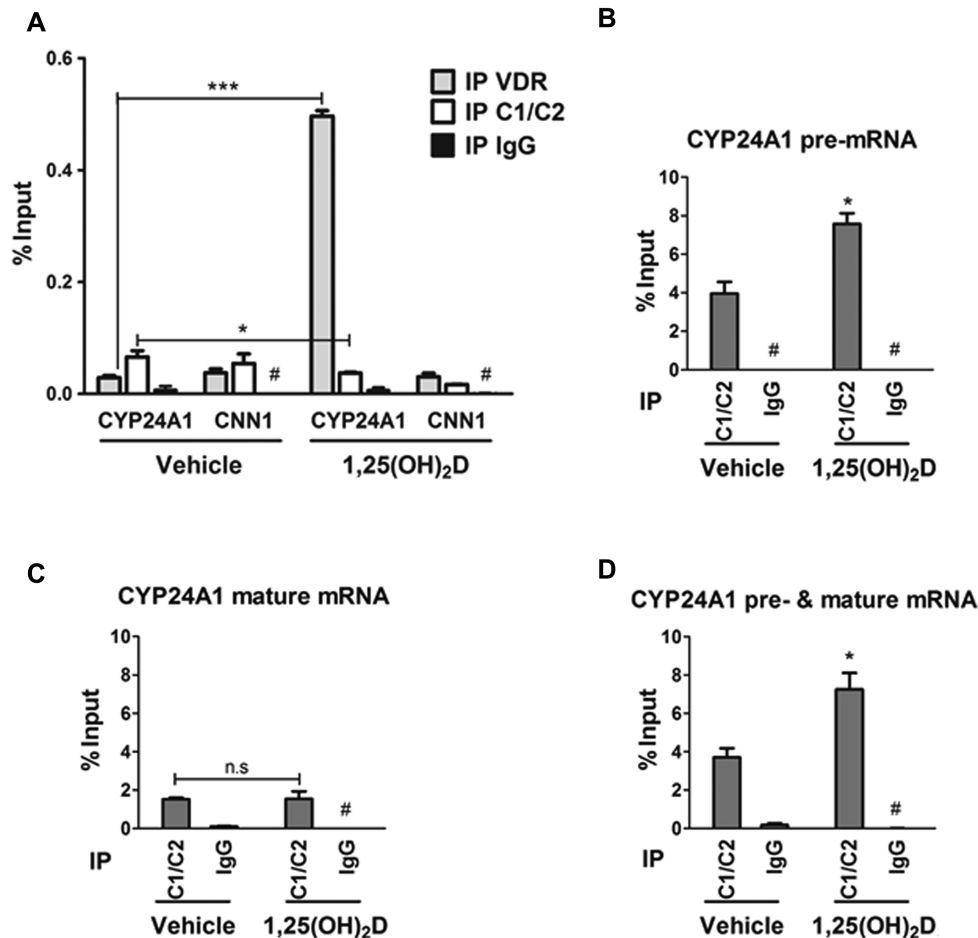 A
% Input
0.6
0.4
0.2
0.0
***
*
#
#
IP VDR
IP C1/C2
IP IgG
CYP24A1 CNN1 CYP24A1 CNN1
Vehicle 1,25(OH)₂D
B
CYP24A1 pre-mRNA
% Input
10
8
6
4
2
0
*
#
#
IP C1/C2 IgG C1/C2 IgG
Vehicle 1,25(OH)₂D
C
CYP24A1 mature mRNA
% Input
10
8
6
4
2
0
n.s
#
IP C1/C2 IgG C1/C2 IgG
Vehicle 1,25(OH)₂D
D
CYP24A1 pre- & mature mRNA
% Input
10
8
6
4
2
0
*
#
IP C1/C2 IgG C1/C2 IgG
Vehicle 1,25(OH)₂D